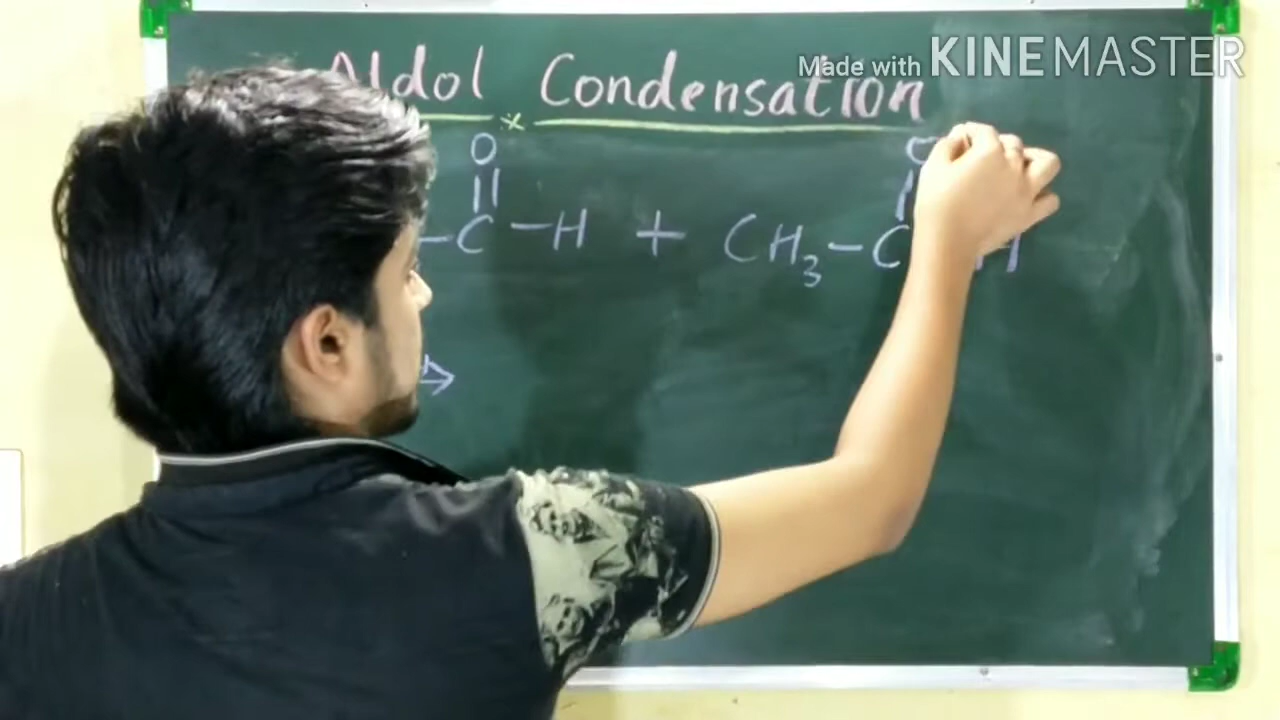 Aldol Condensation
Made with KINEMASTER
O O
||
–C–H + CH₃–C H
→